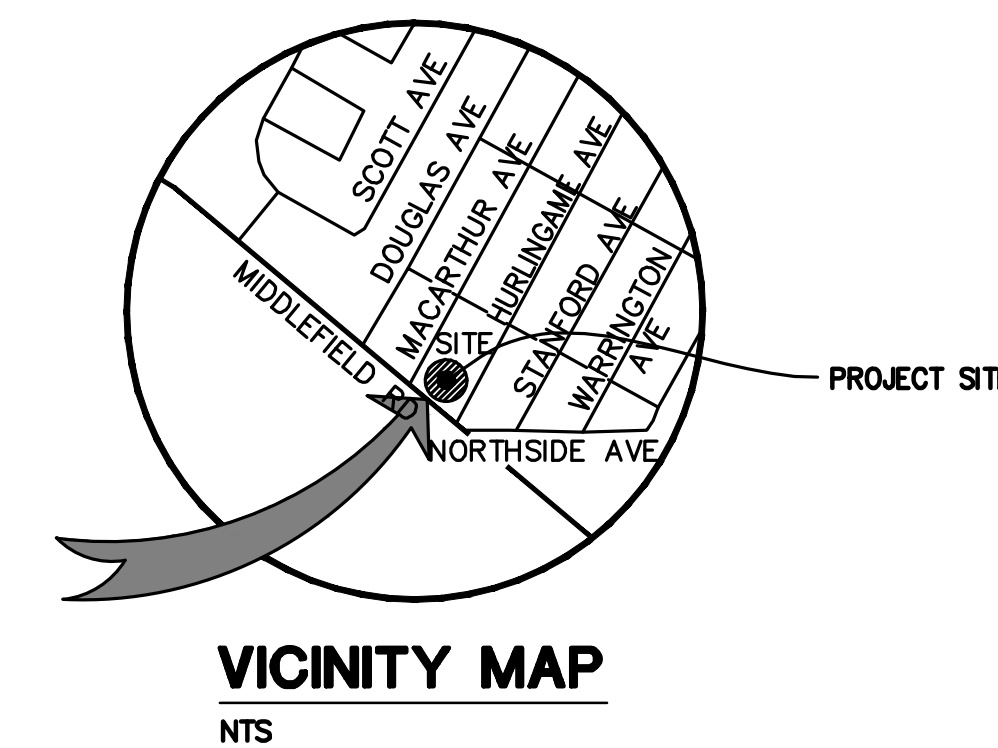 SCOTT AVE
DOUGLAS AVE
MACARTHUR AVE
HURLINGAME AVE
STANFORD AVE
WARRINGTON
AVE
MIDDLEFIELD RD
SITE
PROJECT SIT
NORTHSIDE AVE
VICINITY MAP
NTS